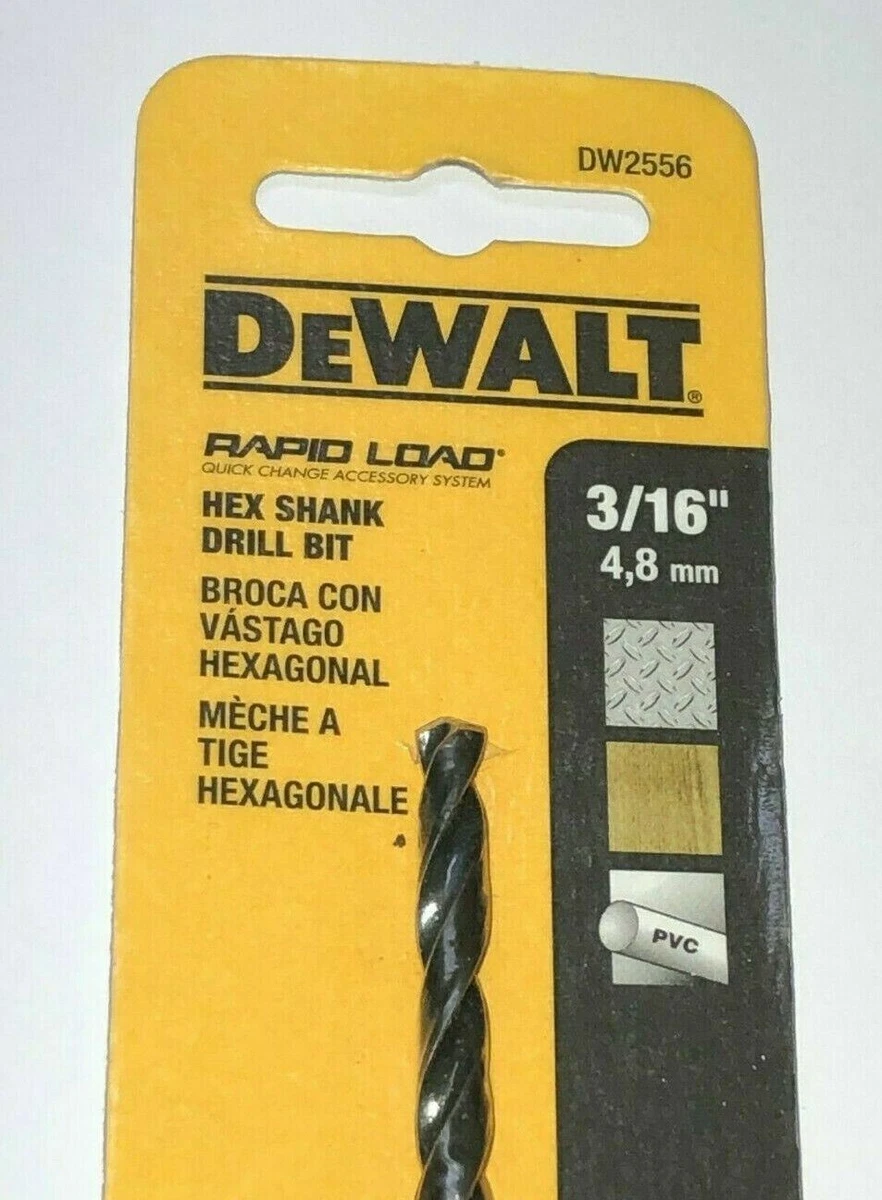 DW2556
DEWALT®
RAPID LOAD®
QUICK CHANGE ACCESSORY SYSTEM
HEX SHANK
DRILL BIT
BROCA CON
VÁSTAGO
HEXAGONAL
MÈCHE A
TIGE
HEXAGONALE
3/16"
4,8 mm
PVC